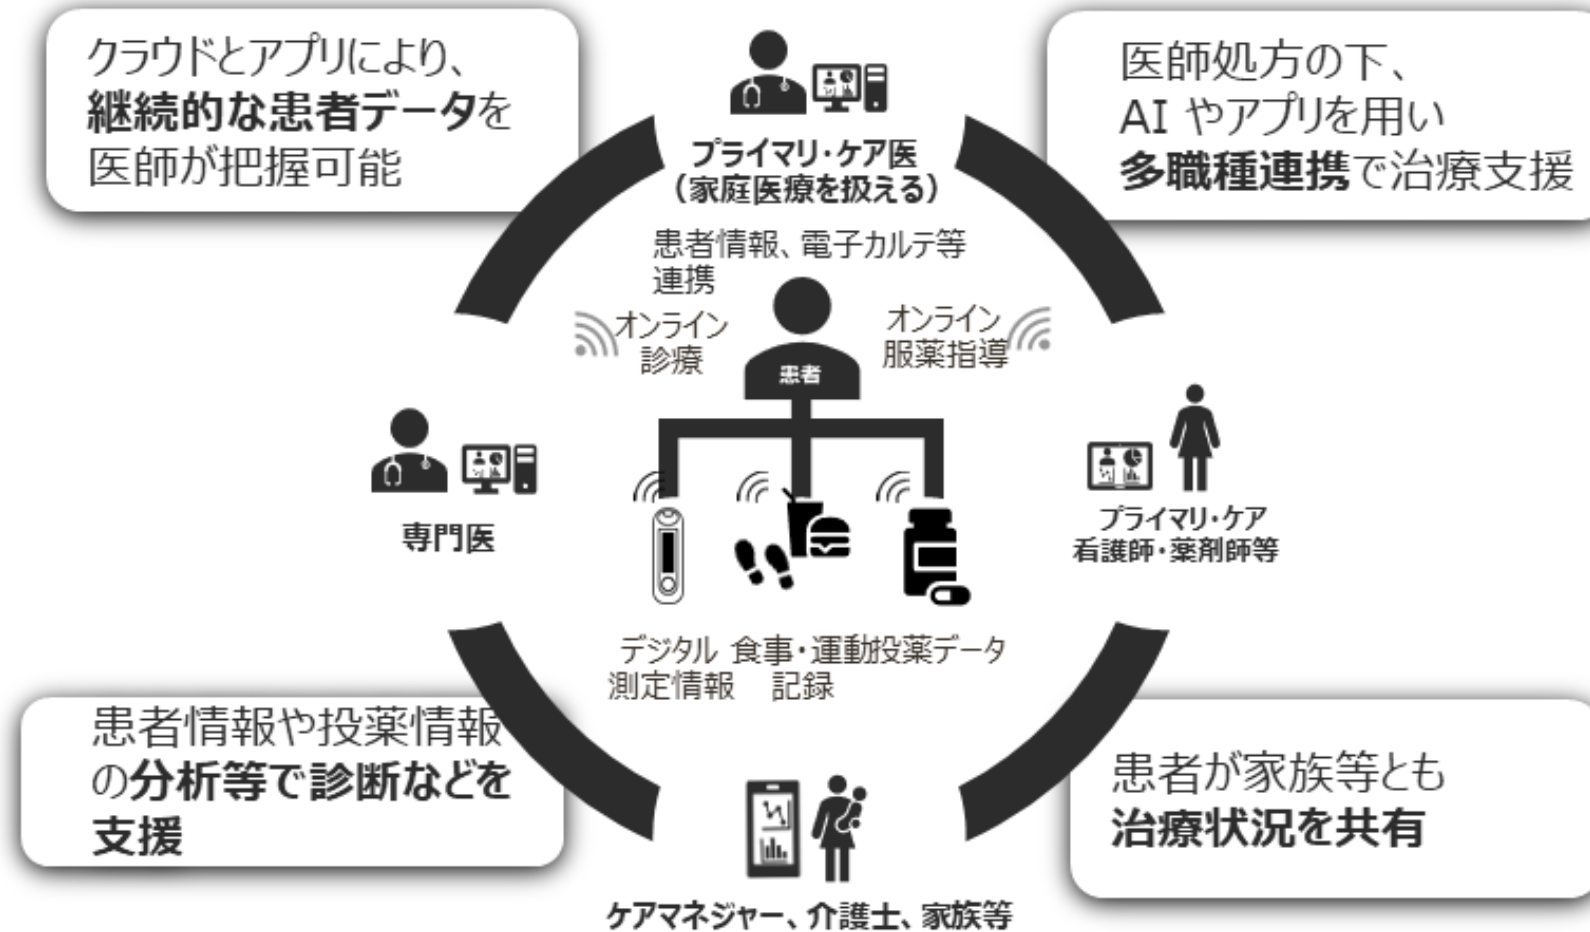 クラウドとアプリにより、
継続的な患者データを
医師が把握可能
医師処方の下、
AI やアプリを用い
多職種連携で治療支援
プライマリ・ケア医
（家庭医療を扱える）
患者情報、電子カルテ等
連携
オンライン
診療
オンライン
服薬指導
患者
専門医
プライマリ・ケア
看護師・薬剤師等
デジタル
測定情報
食事・運動
記録
投薬データ
患者情報や投薬情報
の分析等で診断などを
支援
患者が家族等とも
治療状況を共有
ケアマネジャー、介護士、家族等